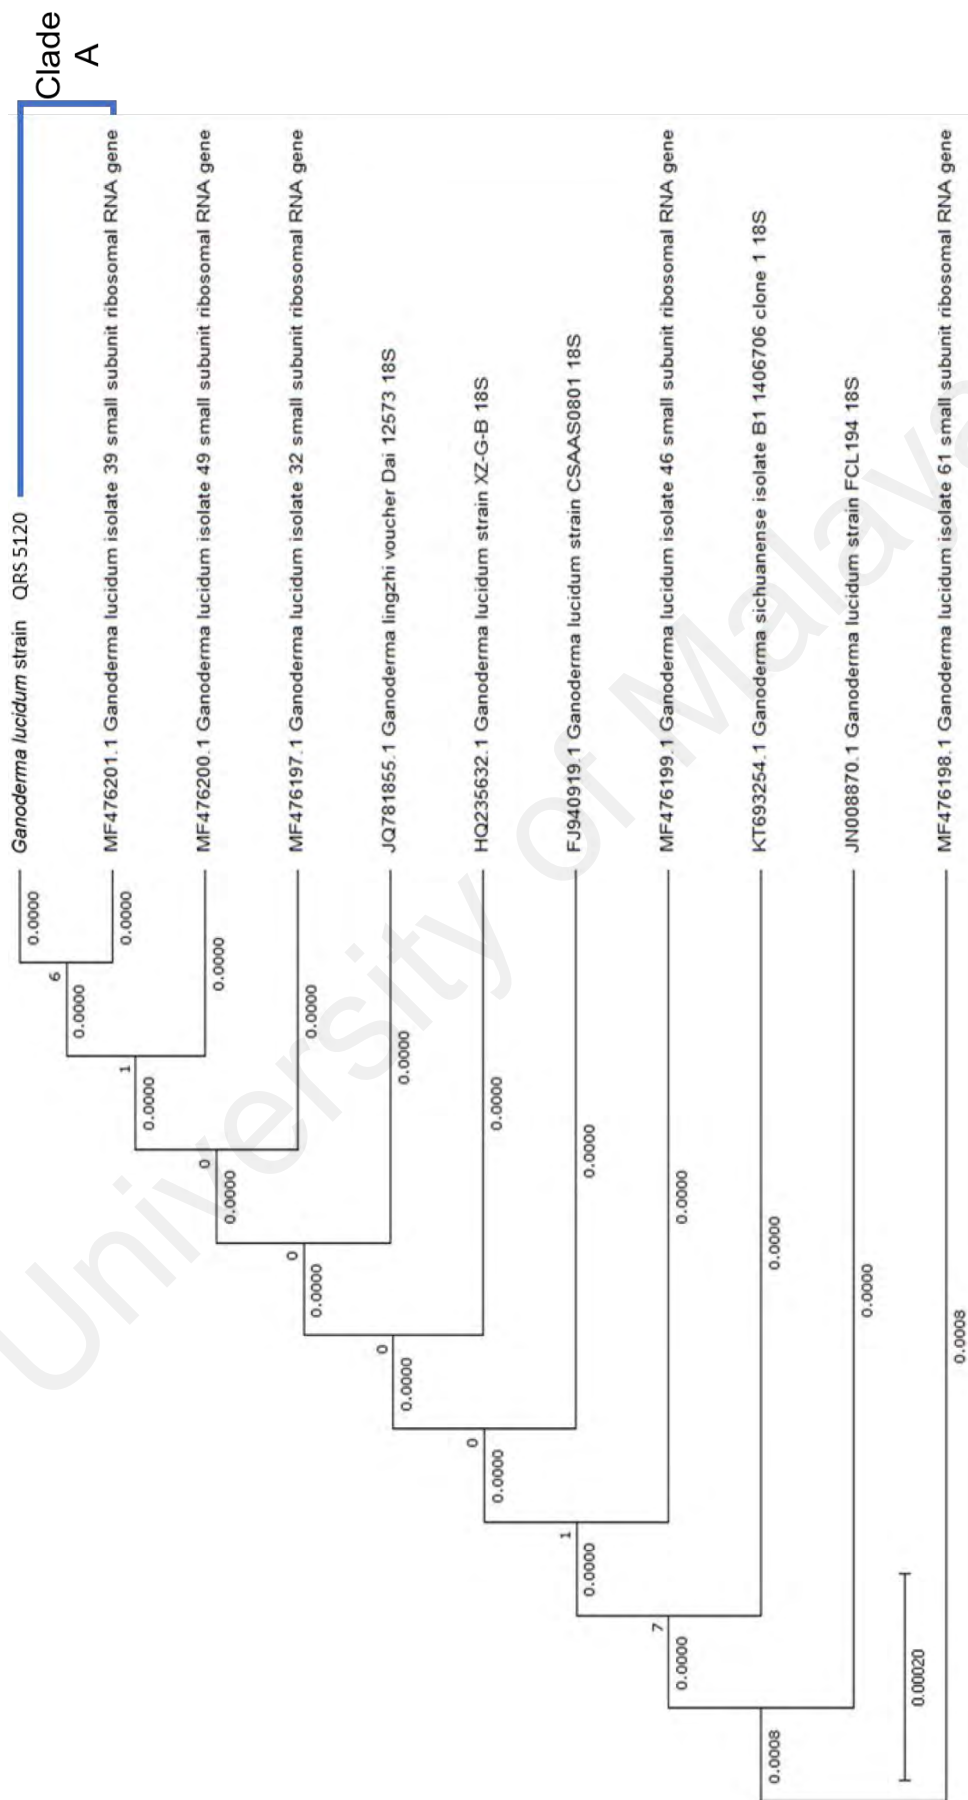 Clade
A
Ganoderma lucidum strain QRS 5120
MF476201.1 Ganoderma lucidum isolate 39 small subunit ribosomal RNA gene
MF476200.1 Ganoderma lucidum isolate 49 small subunit ribosomal RNA gene
MF476197.1 Ganoderma lucidum isolate 32 small subunit ribosomal RNA gene
JQ781855.1 Ganoderma lingzhi voucher Dai 12573 18S
HQ235632.1 Ganoderma lucidum strain XZ-G-B 18S
FJ940919.1 Ganoderma lucidum strain CSAAS0801 18S
MF476199.1 Ganoderma lucidum isolate 46 small subunit ribosomal RNA gene
KT693254.1 Ganoderma sichuanense isolate B1 1406706 clone 1 18S
JN008870.1 Ganoderma lucidum strain FCL194 18S
MF476198.1 Ganoderma lucidum isolate 61 small subunit ribosomal RNA gene
0.0000
6
0.0000
0.0000
1
0.0000
0.0000
0
0.0000
0.0000
0
0.0000
0.0000
0
0.0000
0.0000
0
0.0000
0.0000
1
0.0000
0.0000
7
0.0000
0.0000
0.0008
0.0000
0.0008
0.00020
University of Malaya